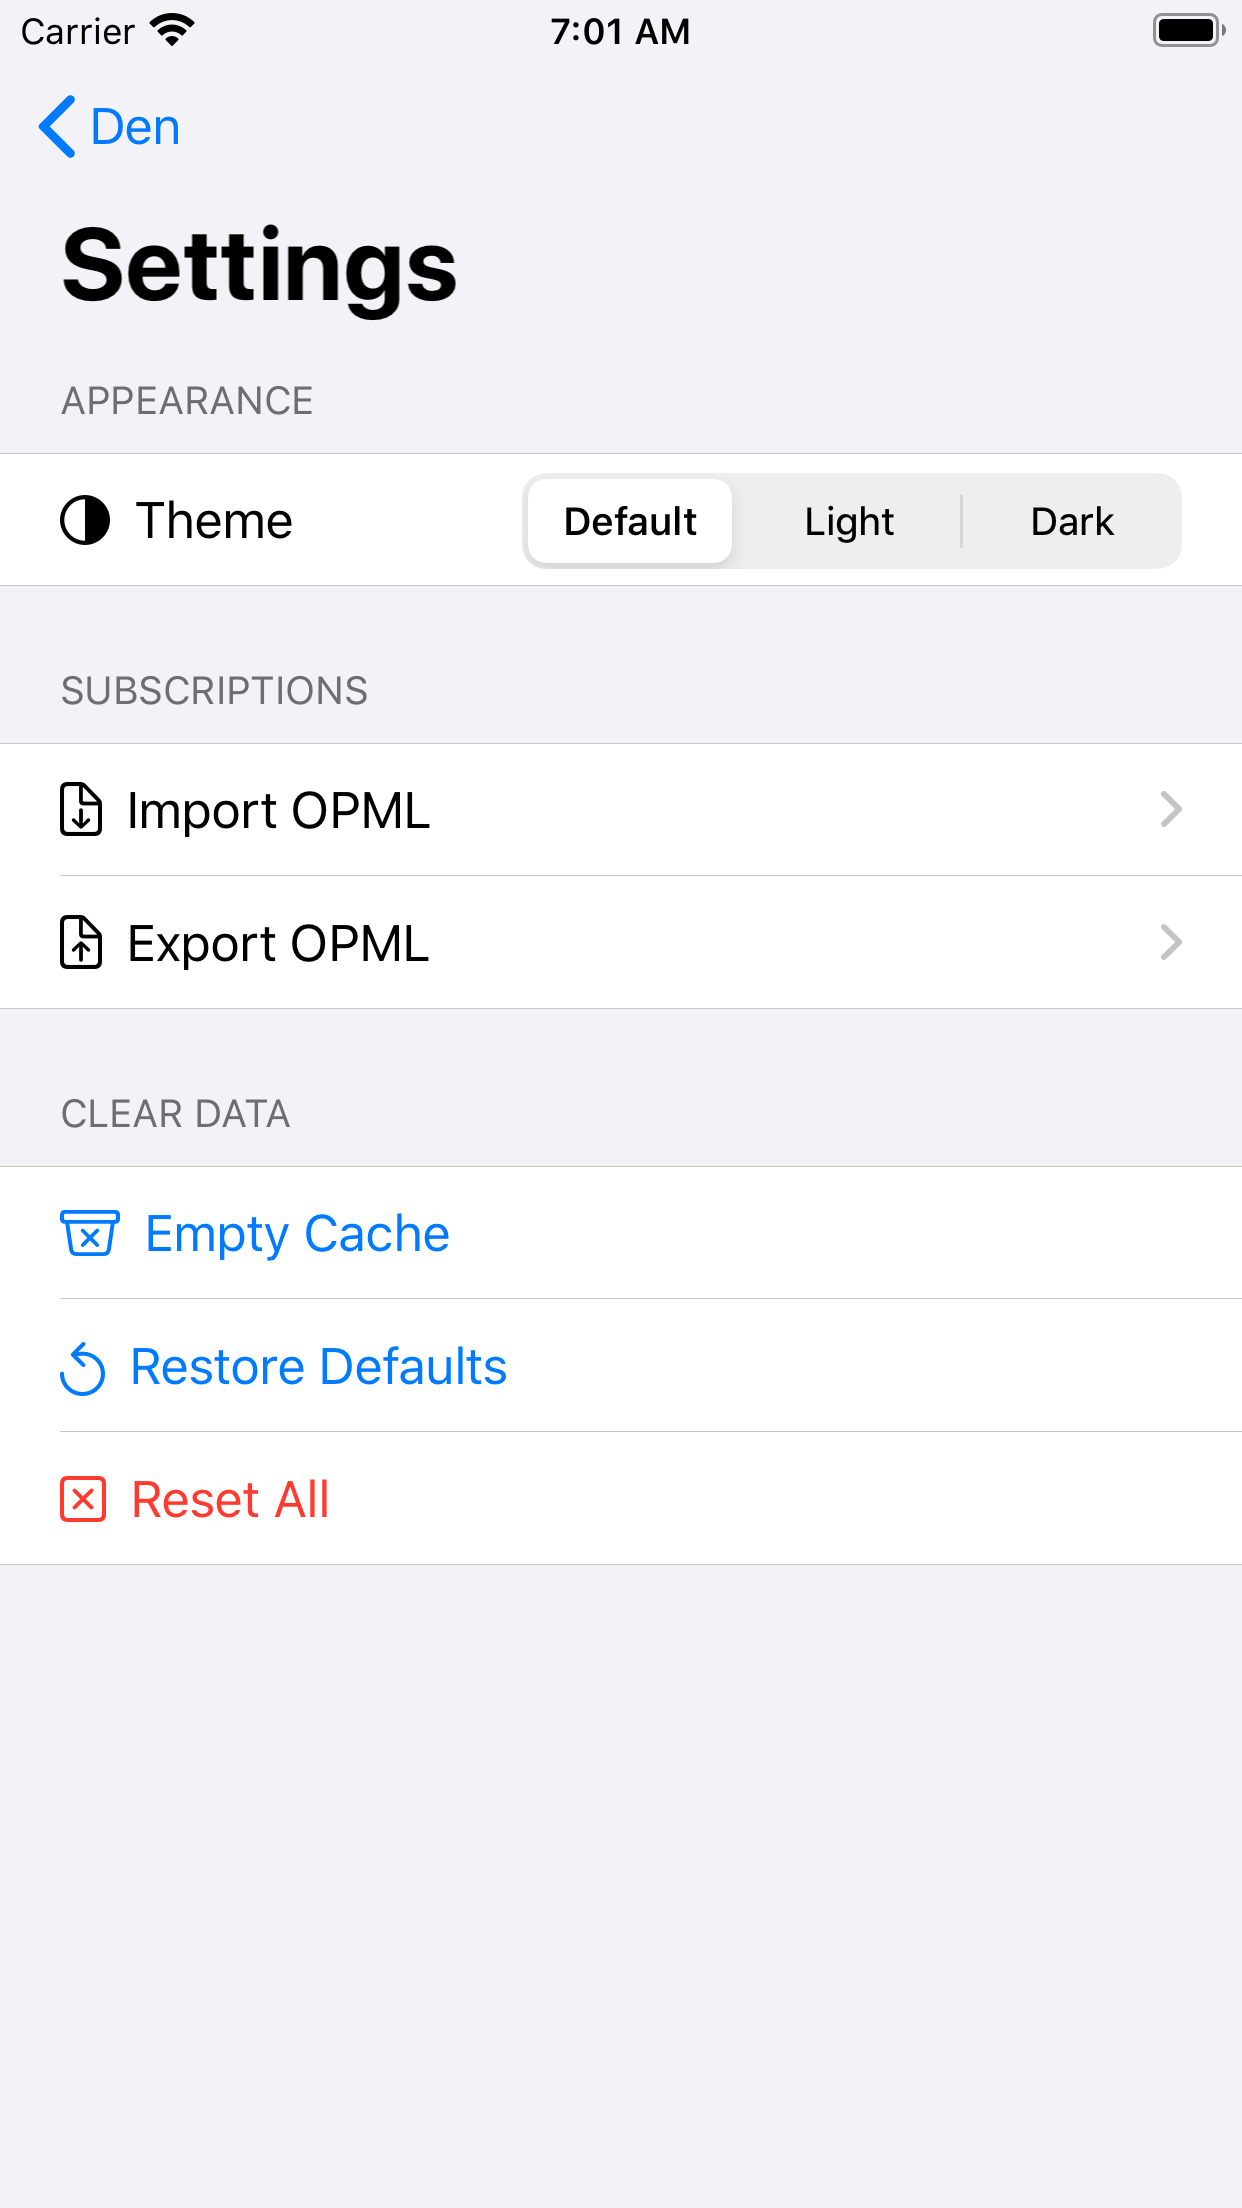 Carrier 7:01 AM
Den
Settings
APPEARANCE
Theme Default Light Dark
SUBSCRIPTIONS
Import OPML
Export OPML
CLEAR DATA
Empty Cache
Restore Defaults
Reset All